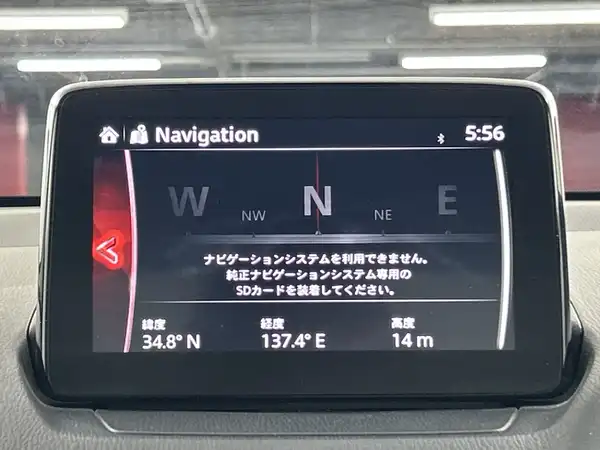 Navigation 5:56
W NW N NE E
ナビゲーションシステムを利用できません。
純正ナビゲーションシステム専用の
SDカードを装着してください。
緯度 経度 高度
34.8° N 137.4° E 14 m